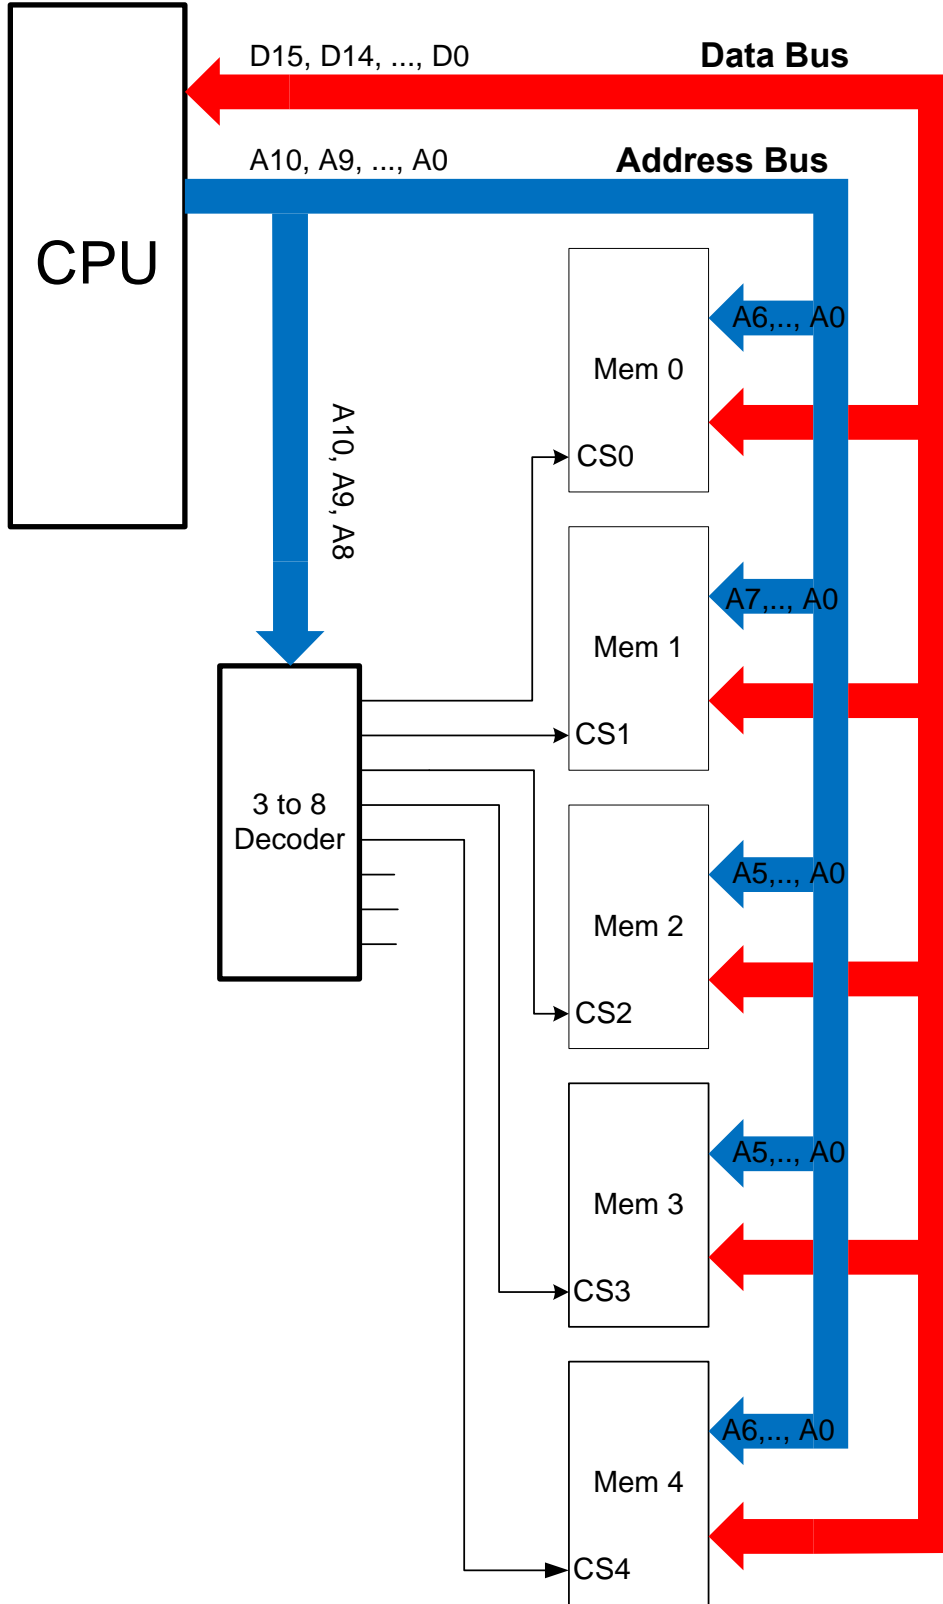 D15, D14, ..., D0
Data Bus
A10, A9, ..., A0
Address Bus
CPU
A6,.., A0
Mem 0
CS0
A10, A9, A8
A7,.., A0
Mem 1
CS1
3 to 8
Decoder
A5,.., A0
Mem 2
CS2
A5,.., A0
Mem 3
CS3
A6,.., A0
Mem 4
CS4